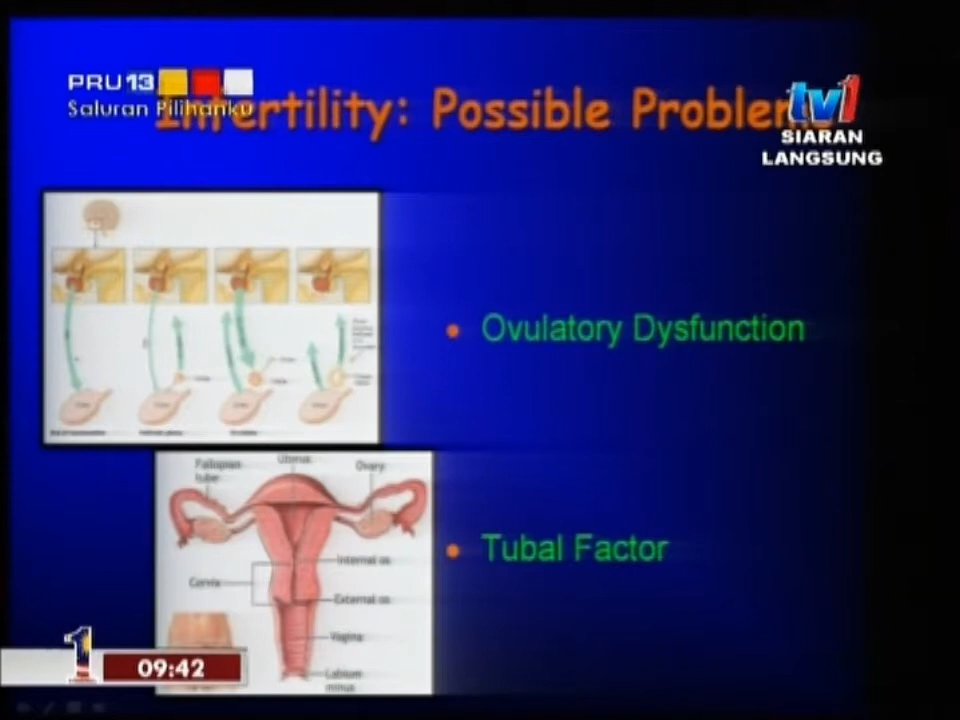 PRU13
Saluran Pilihanku
Infertility: Possible Problems
tv1
SIARAN
LANGSUNG
Ovulatory Dysfunction
Fallopian
tube
Uterus
Ovary
Tubal Factor
Internal os
Cervix
External os
Vagina
Labium
minus
1
09:42